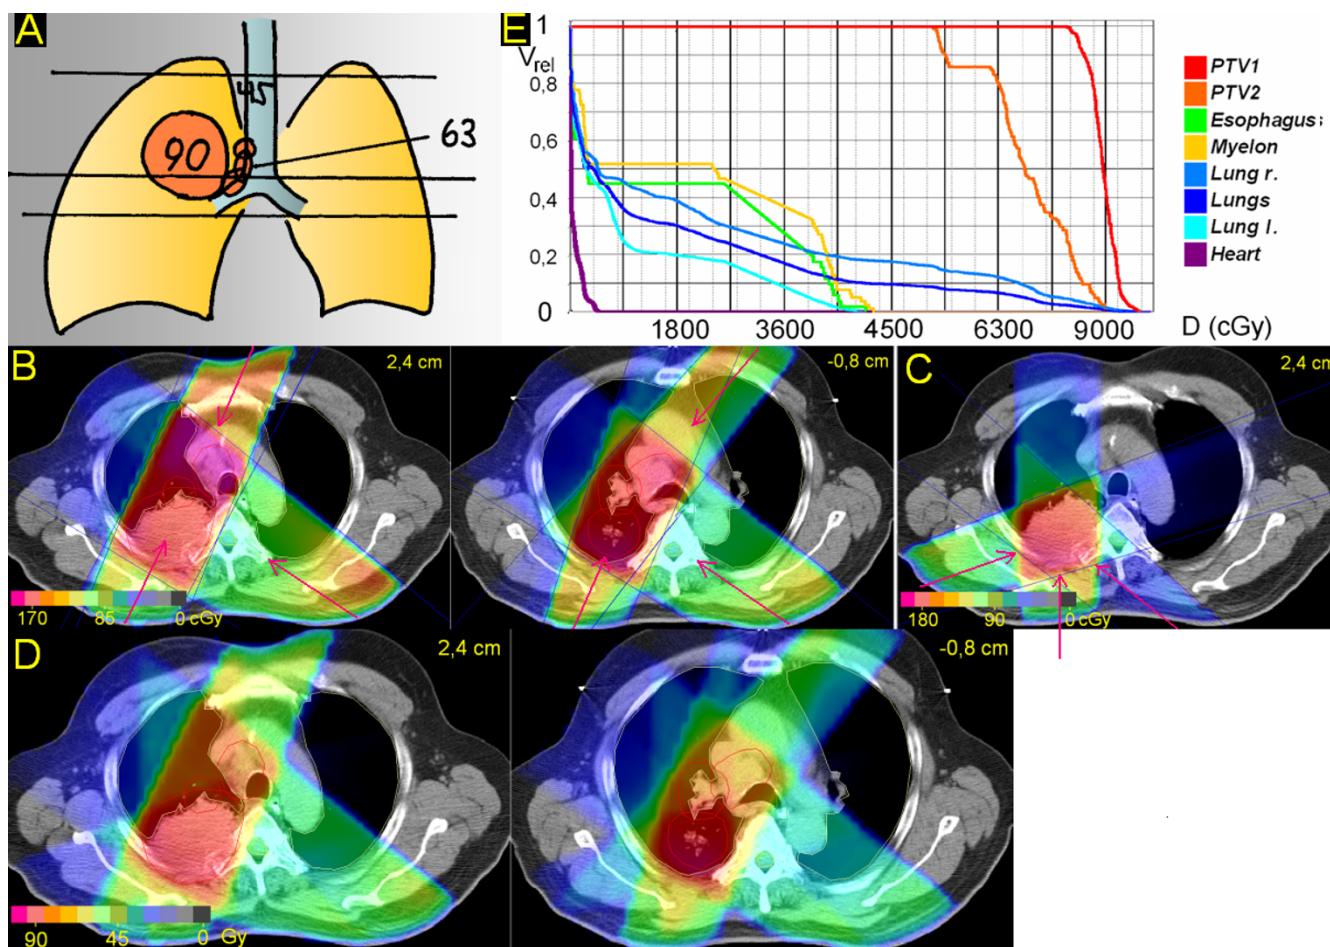 A
90
63
E
1
V rel
0,8
0,6
0,4
0,2
0
1800 3600 4500 6300 9000 D (cGy)
PTV1
PTV2
Esophagus
Myelon
Lung r.
Lungs
Lung l.
Heart
B
2,4 cm
170 85 0 cGy
-0,8 cm
C
2,4 cm
180 90 0 cGy
D
2,4 cm
90 45 0 Gy
-0,8 cm